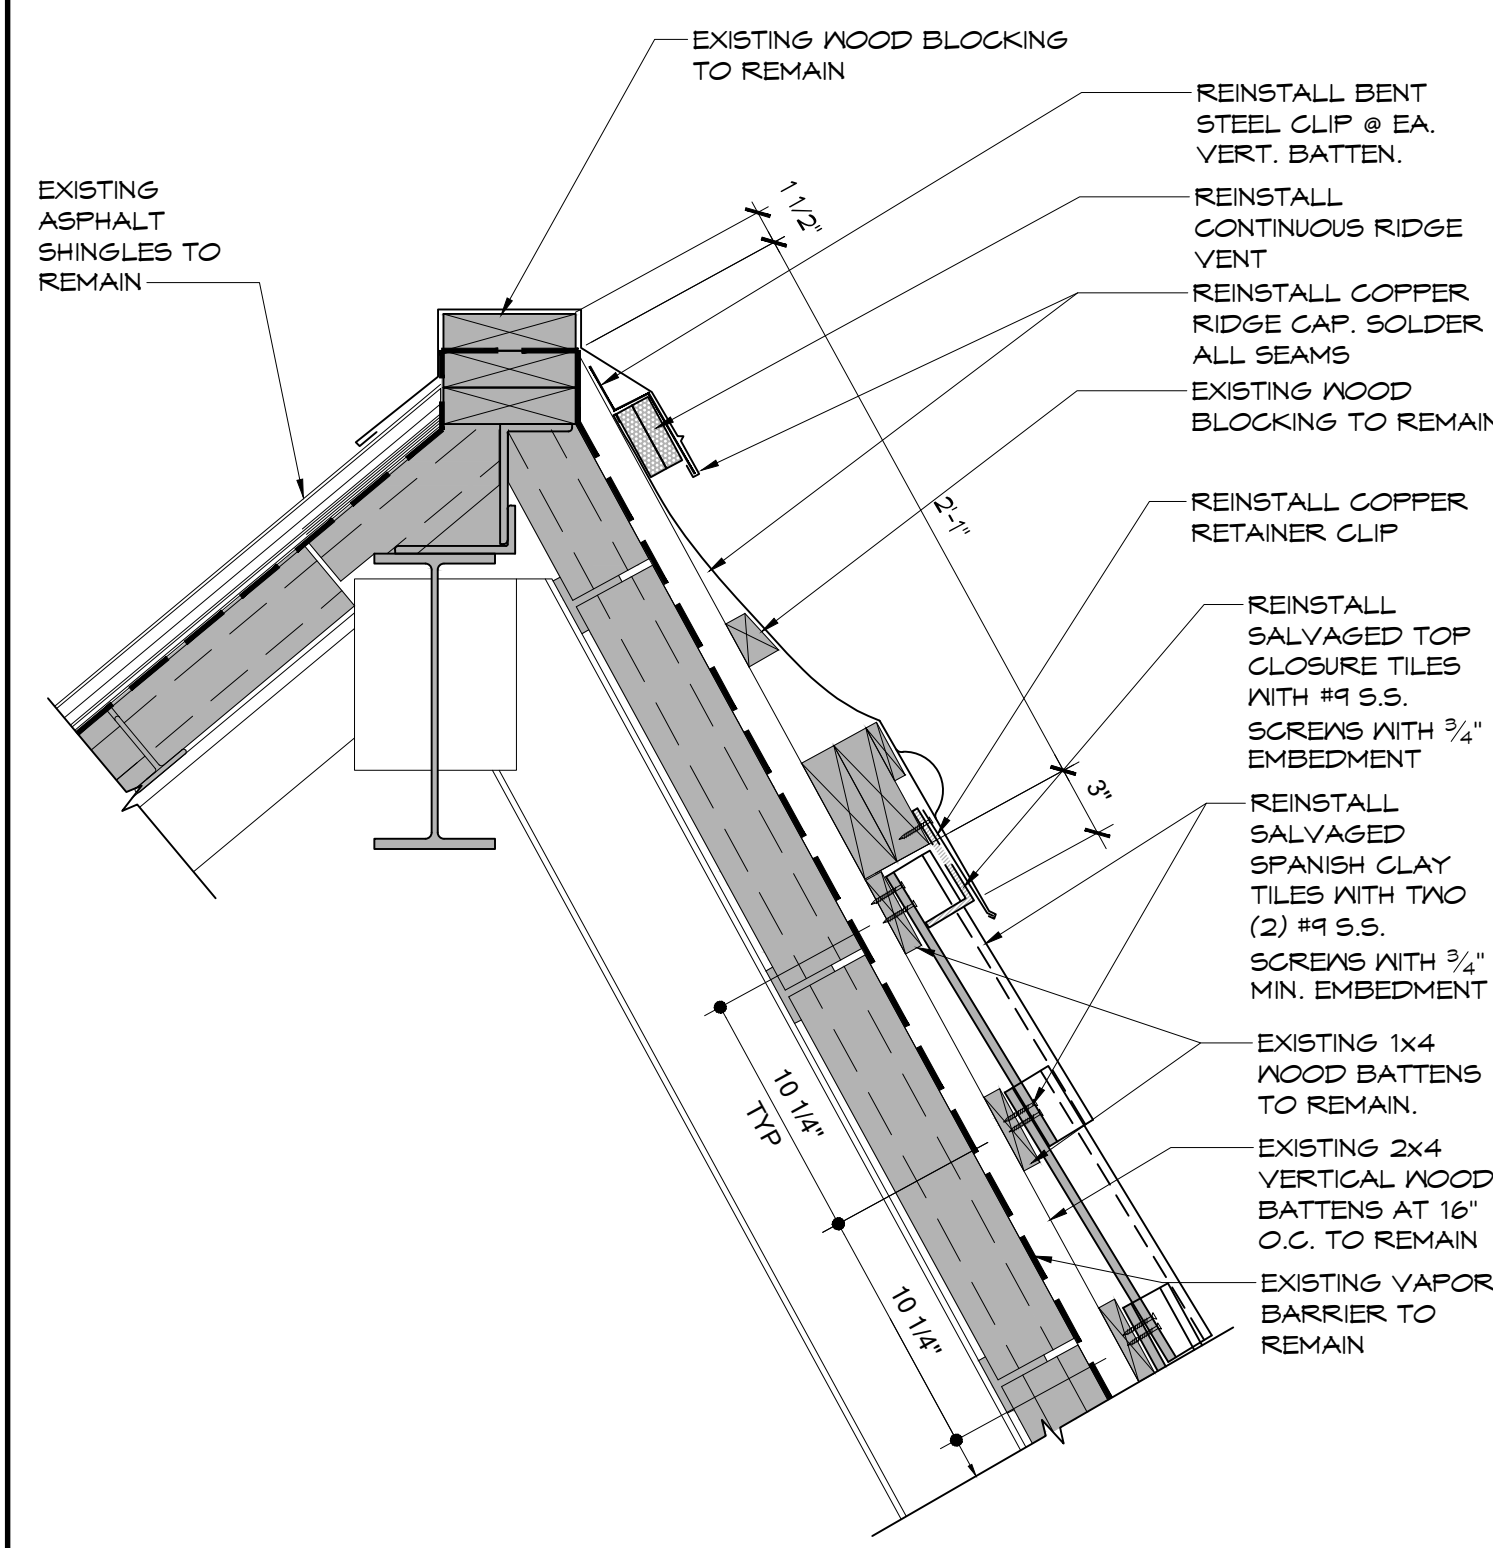 EXISTING WOOD BLOCKING
TO REMAIN
REINSTALL BENT
STEEL CLIP @ EA.
VERT. BATTEN.
EXISTING
ASPHALT
SHINGLES TO
REMAIN
1 1/2"
REINSTALL
CONTINUOUS RIDGE
VENT
REINSTALL COPPER
RIDGE CAP. SOLDER
ALL SEAMS
EXISTING WOOD
BLOCKING TO REMAIN
2'-1"
REINSTALL COPPER
RETAINER CLIP
REINSTALL
SALVAGED TOP
CLOSURE TILES
WITH #9 S.S.
SCREWS WITH 3/4"
EMBEDMENT
3"
REINSTALL
SALVAGED
SPANISH CLAY
TILES WITH TWO
(2) #9 S.S.
SCREWS WITH 3/4"
MIN. EMBEDMENT
EXISTING 1x4
WOOD BATTENS
TO REMAIN.
10 1/4"
TYP
EXISTING 2x4
VERTICAL WOOD
BATTENS AT 16"
O.C. TO REMAIN
10 1/4"
EXISTING VAPOR
BARRIER TO
REMAIN